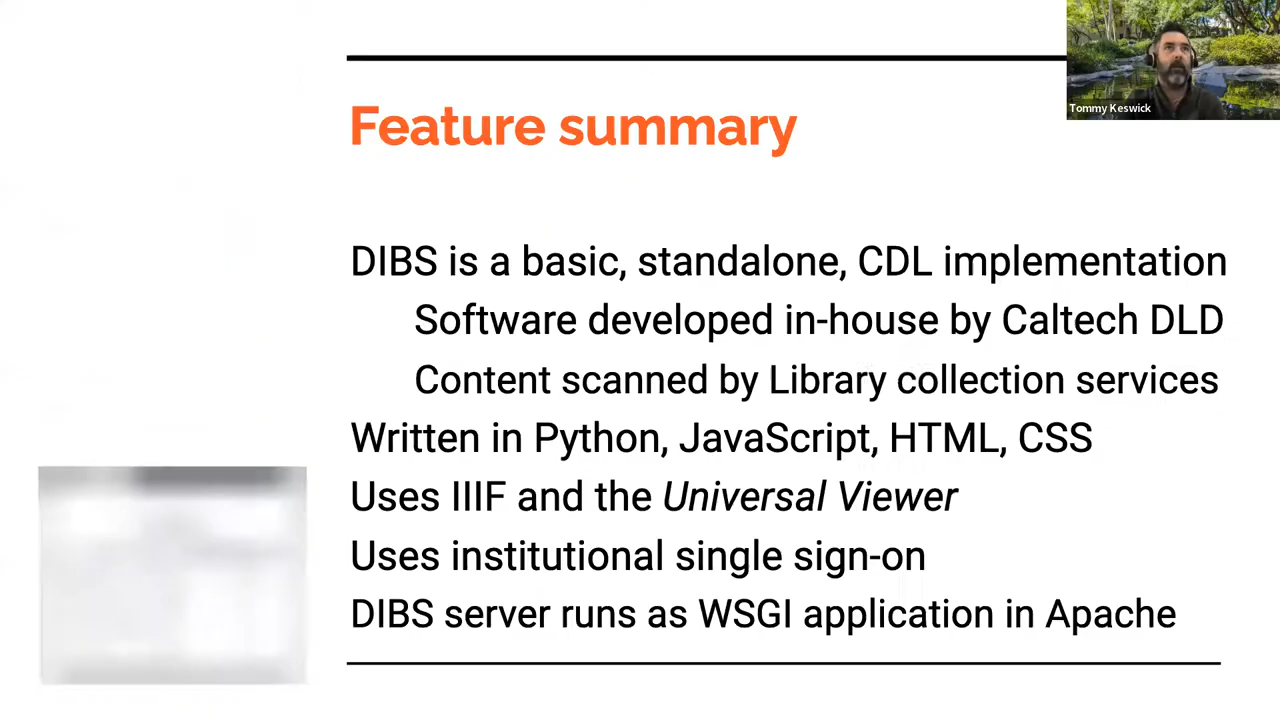 Tommy Keswick
Feature summary
DIBS is a basic, standalone, CDL implementation
Software developed in-house by Caltech DLD
Content scanned by Library collection services
Written in Python, JavaScript, HTML, CSS
Uses IIIF and the Universal Viewer
Uses institutional single sign-on
DIBS server runs as WSGI application in Apache